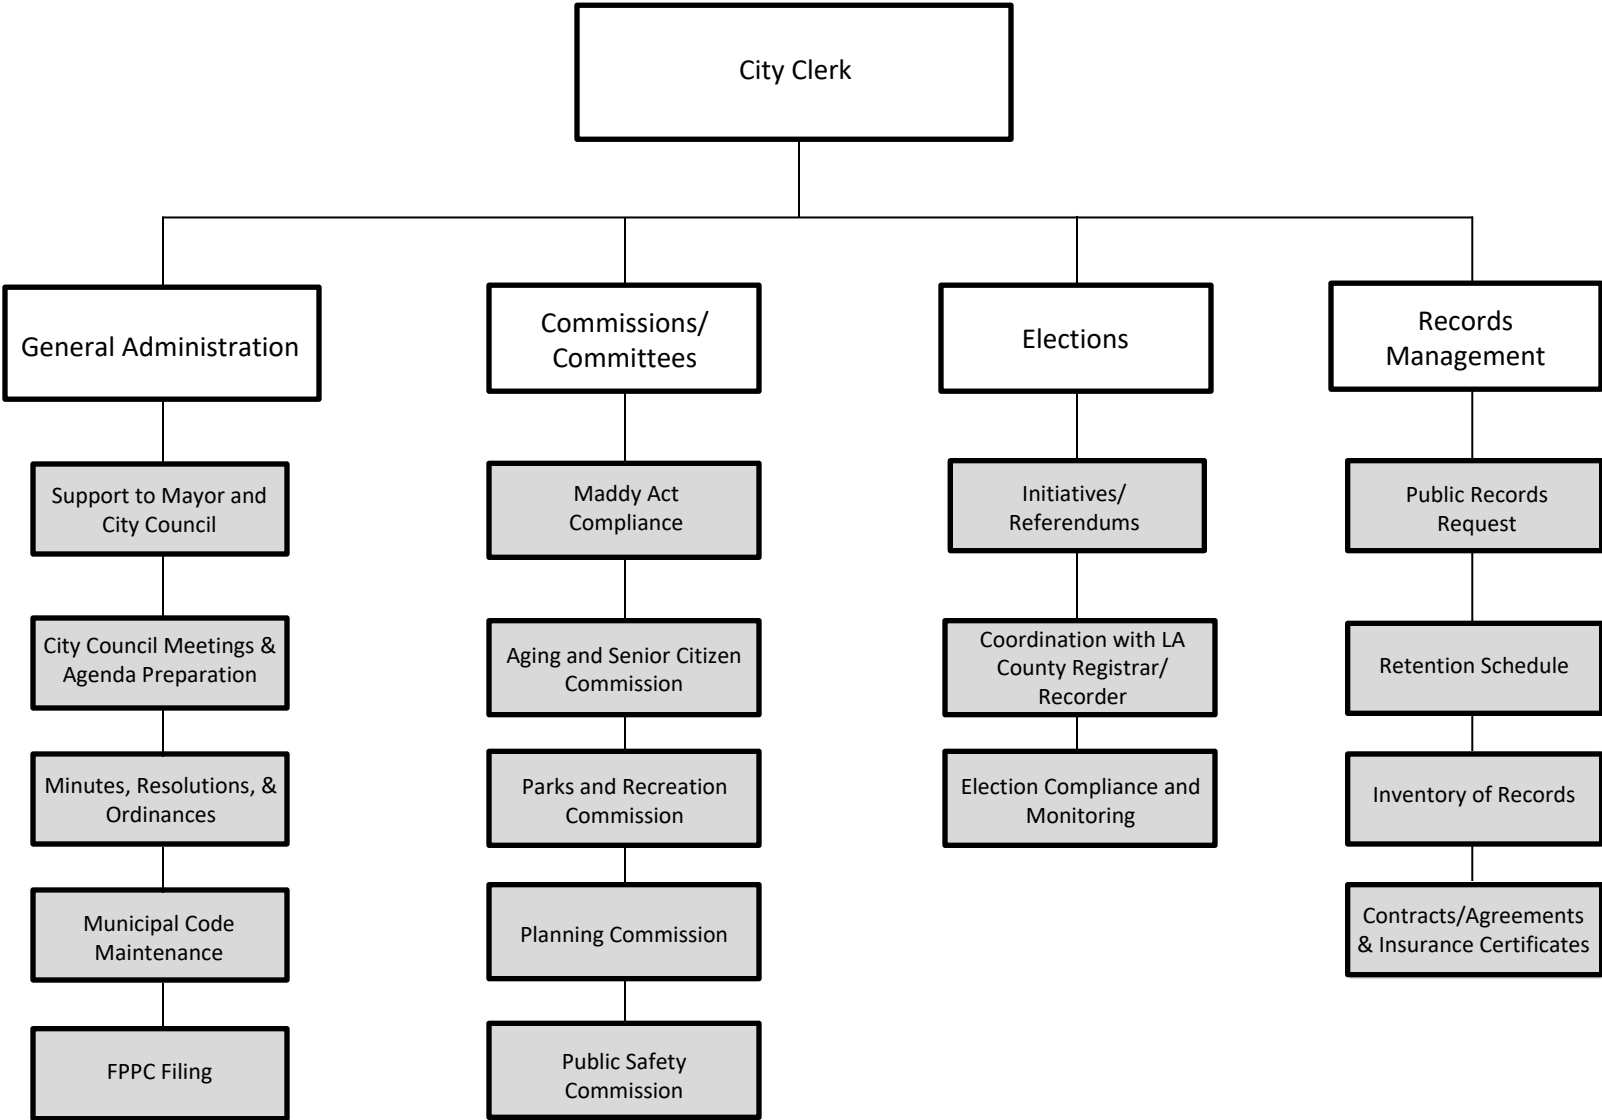 City Clerk
General Administration
Commissions/
Committees
Elections
Records
Management
Support to Mayor and
City Council
Maddy Act
Compliance
Initiatives/
Referendums
Public Records
Request
City Council Meetings &
Agenda Preparation
Aging and Senior Citizen
Commission
Coordination with LA
County Registrar/
Recorder
Retention Schedule
Minutes, Resolutions, &
Ordinances
Parks and Recreation
Commission
Election Compliance and
Monitoring
Inventory of Records
Municipal Code
Maintenance
Planning Commission
Contracts/Agreements
& Insurance Certificates
FPPC Filing
Public Safety
Commission